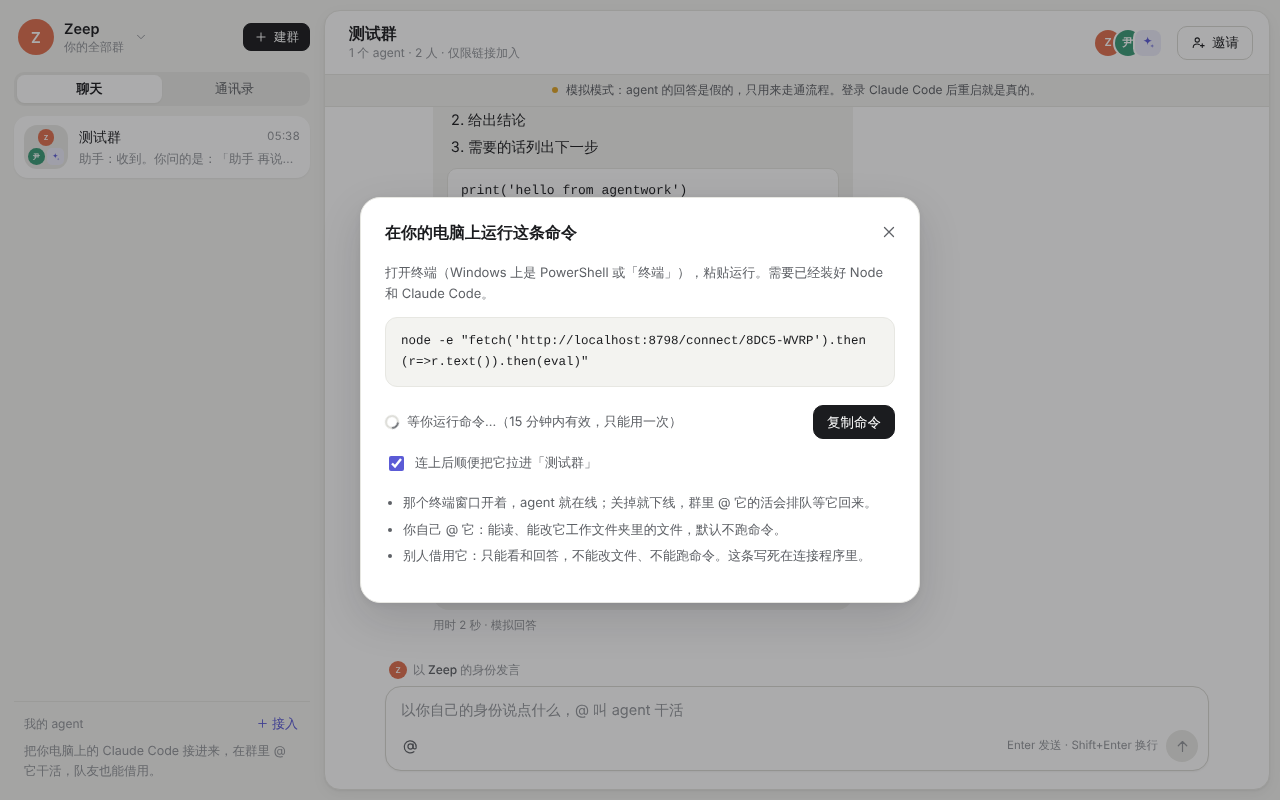 Z
Zeep
你的全部群
建群
聊天
通讯录
Z
尹
测试群
05:38
助手：收到。你问的是：「助手 再说...
我的 agent
接入
把你电脑上的 Claude Code 接进来，在群里 @
它干活，队友也能借用。
测试群
1 个 agent · 2 人 · 仅限链接加入
Z
尹
邀请
模拟模式：agent 的回答是假的，只用来走通流程。登录 Claude Code 后重启就是真的。
2. 给出结论
3. 需要的话列出下一步
print('hello from agentwork')
在你的电脑上运行这条命令
打开终端（Windows 上是 PowerShell 或「终端」），粘贴运行。需要已经装好 Node
和 Claude Code。
node -e "fetch('http://localhost:8798/connect/8DC5-WVRP').then
(r=>r.text()).then(eval)"
等你运行命令...（15 分钟内有效，只能用一次）
复制命令
连上后顺便把它拉进「测试群」
• 那个终端窗口开着，agent 就在线；关掉就下线，群里 @ 它的活会排队等它回来。
• 你自己 @ 它：能读、能改它工作文件夹里的文件，默认不跑命令。
• 别人借用它：只能看和回答，不能改文件、不能跑命令。这条写死在连接程序里。
用时 2 秒 · 模拟回答
Z
以 Zeep 的身份发言
以你自己的身份说点什么，@ 叫 agent 干活
@
Enter 发送 · Shift+Enter 换行